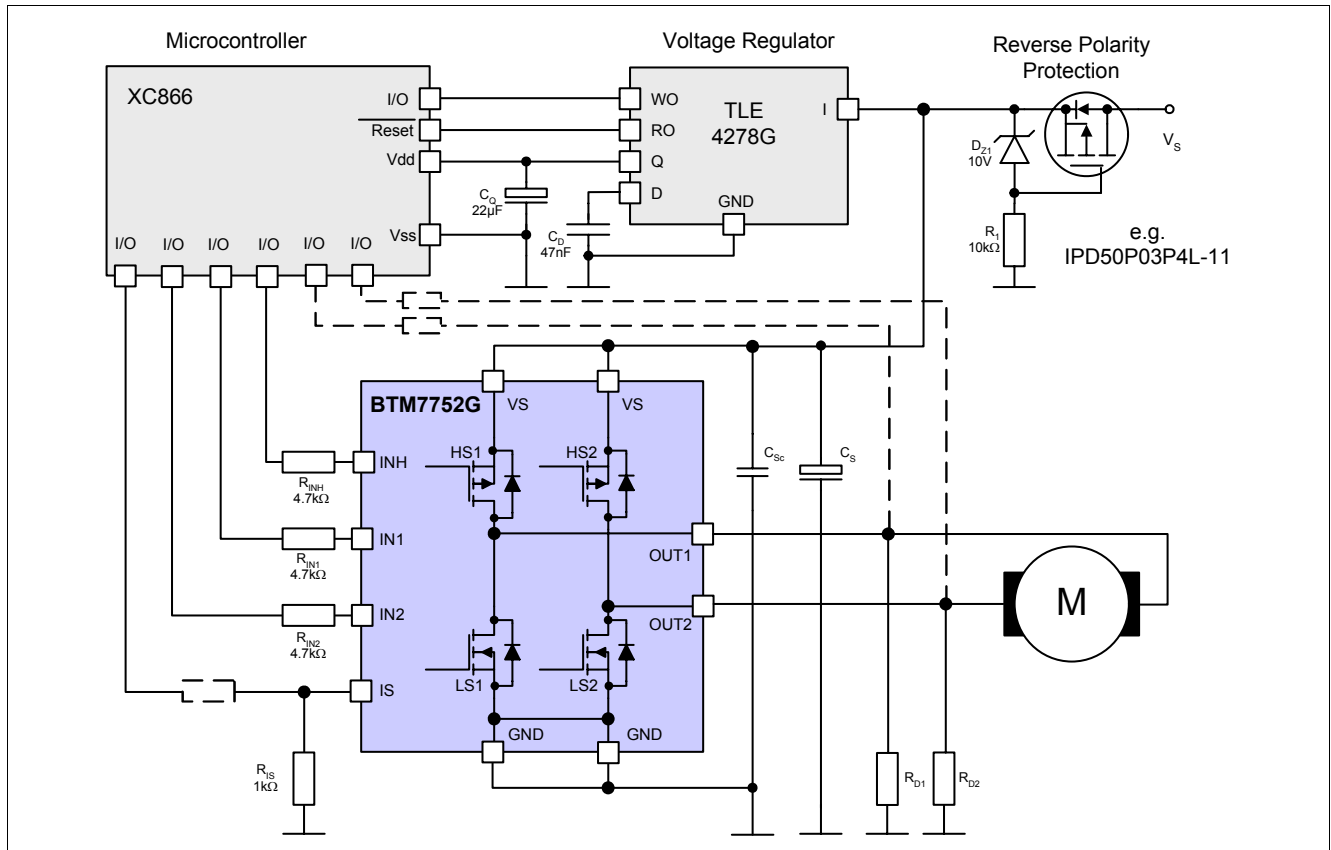 Microcontroller
Voltage Regulator
Reverse Polarity
Protection
XC866
I/O
Reset
Vdd
Vss
I/O
I/O
I/O
I/O
I/O
I/O
WO
RO
Q
D
TLE
4278G
I
GND
C_Q
22µF
C_D
47nF
D_Z1
10V
R_1
10kΩ
V_S
e.g.
IPD50P03P4L-11
BTM7752G
VS
VS
HS1
HS2
INH
IN1
IN2
IS
R_INH
4.7kΩ
R_IN1
4.7kΩ
R_IN2
4.7kΩ
R_IS
1kΩ
LS1
LS2
GND
GND
OUT1
OUT2
C_Sc
C_S
M
R_D1
R_D2